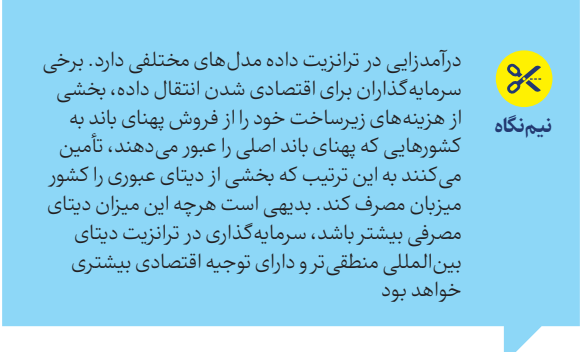 درآمدزایی در ترانزیت داده مدل‌های مختلفی دارد. برخی
سرمایه‌گذاران برای اقتصادی شدن انتقال داده، بخشی
از هزینه‌های زیرساخت خود را از فروش پهنای باند به
کشورهایی که پهنای باند اصلی را عبور می‌دهند، تأمین
می‌کنند به این ترتیب که بخشی از دیتای عبوری را کشور
میزبان مصرف کند. بدیهی است هرچه این میزان دیتای
مصرفی بیشتر باشد، سرمایه‌گذاری در ترانزیت دیتای
بین‌المللی منطقی‌تر و دارای توجیه اقتصادی بیشتری
خواهد بود
نیم‌نگاه